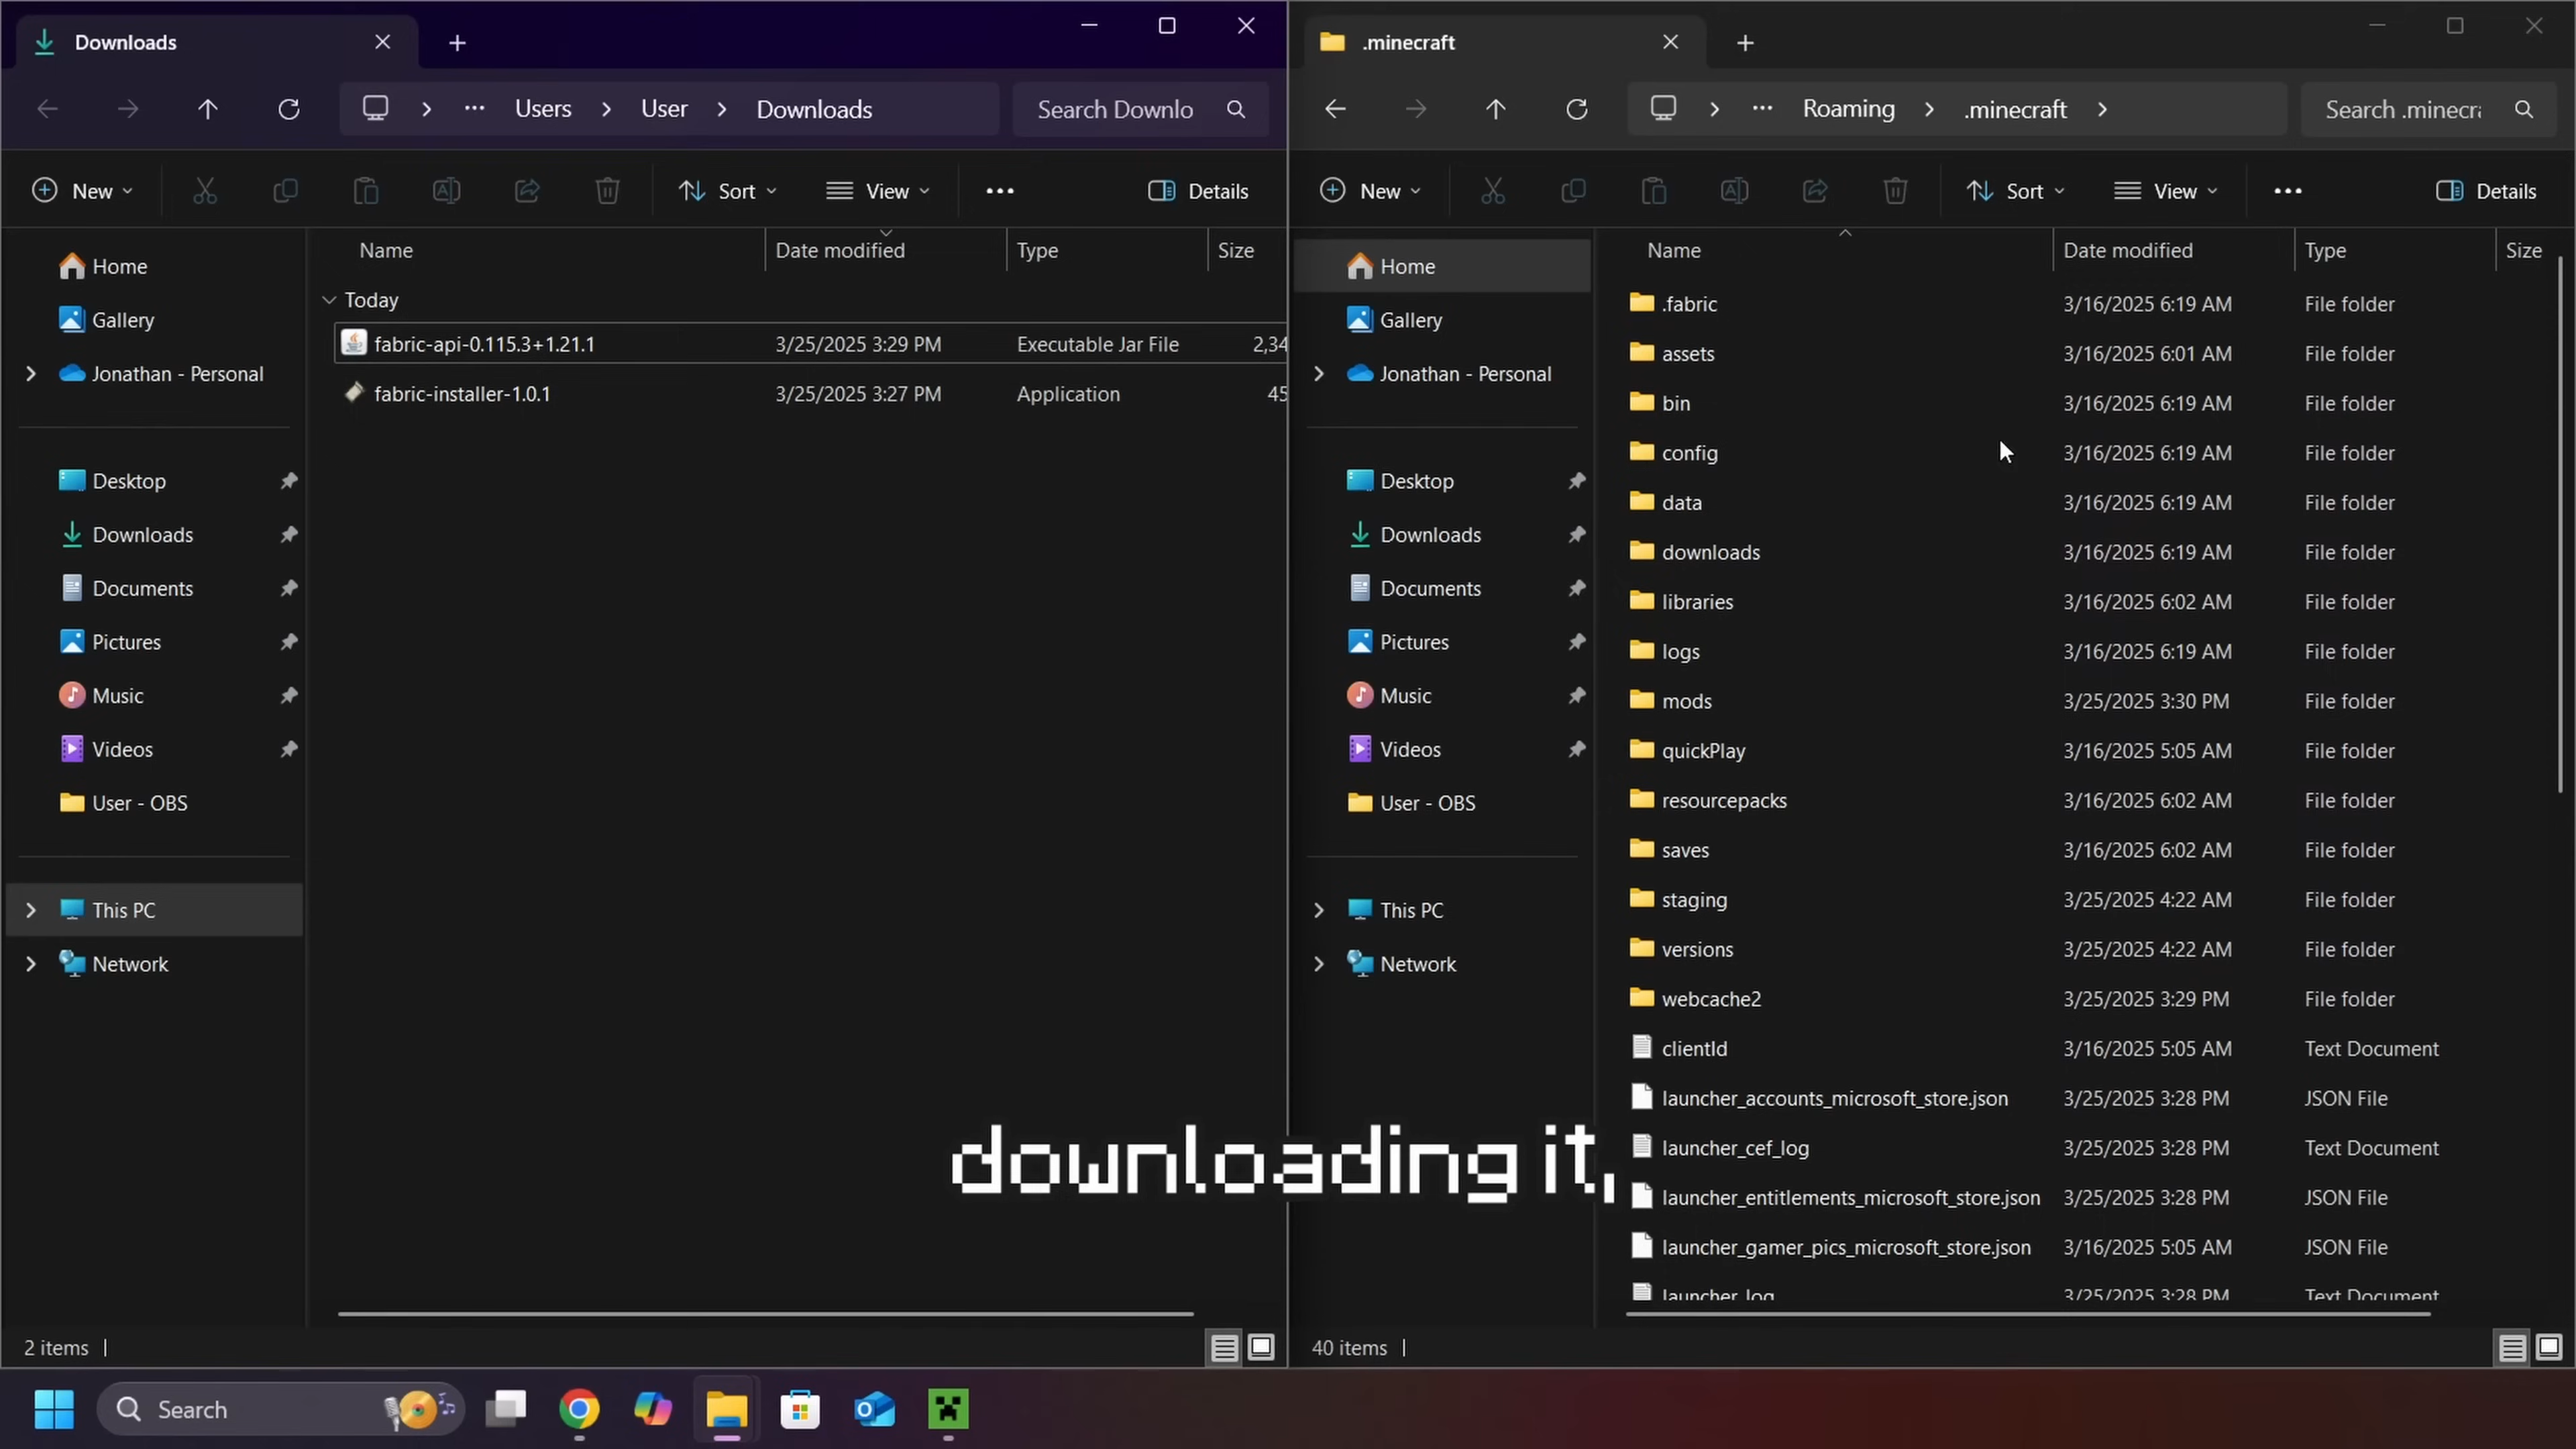 Downloads
Users
User
Downloads
Search Downlo
New
Sort
View
Details
Home
Gallery
Jonathan - Personal
Desktop
Downloads
Documents
Pictures
Music
Videos
User - OBS
This PC
Network
Name Date modified Type Size
Today
fabric-api-0.115.3+1.21.1 3/25/2025 3:29 PM Executable Jar File 2,34
fabric-installer-1.0.1 3/25/2025 3:27 PM Application 45
2 items
.minecraft
Roaming
.minecraft
Search .minecra
New
Sort
View
Details
Home
Gallery
Jonathan - Personal
Desktop
Downloads
Documents
Pictures
Music
Videos
User - OBS
This PC
Network
Name Date modified Type Size
.fabric 3/16/2025 6:19 AM File folder
assets 3/16/2025 6:01 AM File folder
bin 3/16/2025 6:19 AM File folder
config 3/16/2025 6:19 AM File folder
data 3/16/2025 6:19 AM File folder
downloads 3/16/2025 6:19 AM File folder
libraries 3/16/2025 6:02 AM File folder
logs 3/16/2025 6:19 AM File folder
mods 3/25/2025 3:30 PM File folder
quickPlay 3/16/2025 5:05 AM File folder
resourcepacks 3/16/2025 6:02 AM File folder
saves 3/16/2025 6:02 AM File folder
staging 3/25/2025 4:22 AM File folder
versions 3/25/2025 4:22 AM File folder
webcache2 3/25/2025 3:29 PM File folder
clientId 3/16/2025 5:05 AM Text Document
launcher_accounts_microsoft_store.json 3/25/2025 3:28 PM JSON File
launcher_cef_log 3/25/2025 3:28 PM Text Document
launcher_entitlements_microsoft_store.json 3/25/2025 3:28 PM JSON File
launcher_gamer_pics_microsoft_store.json 3/16/2025 5:05 AM JSON File
launcher_log 3/25/2025 3:28 PM Text Document
40 items
downloading it,
Search